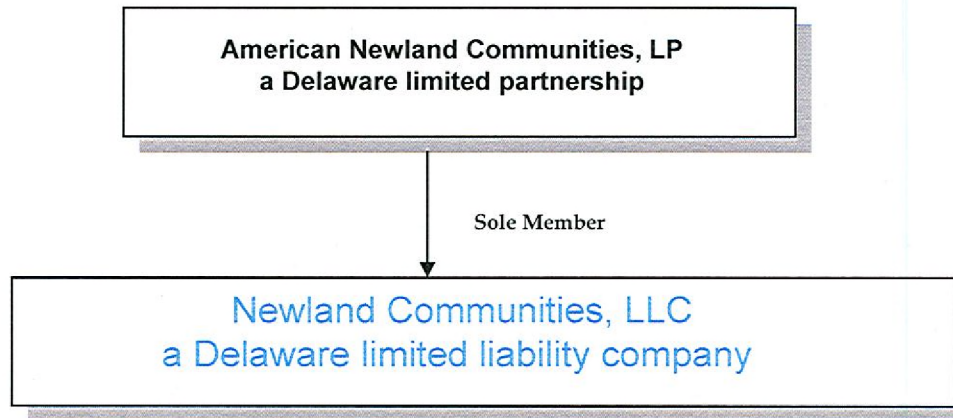 American Newland Communities, LP
a Delaware limited partnership
Sole Member
Newland Communities, LLC
a Delaware limited liability company